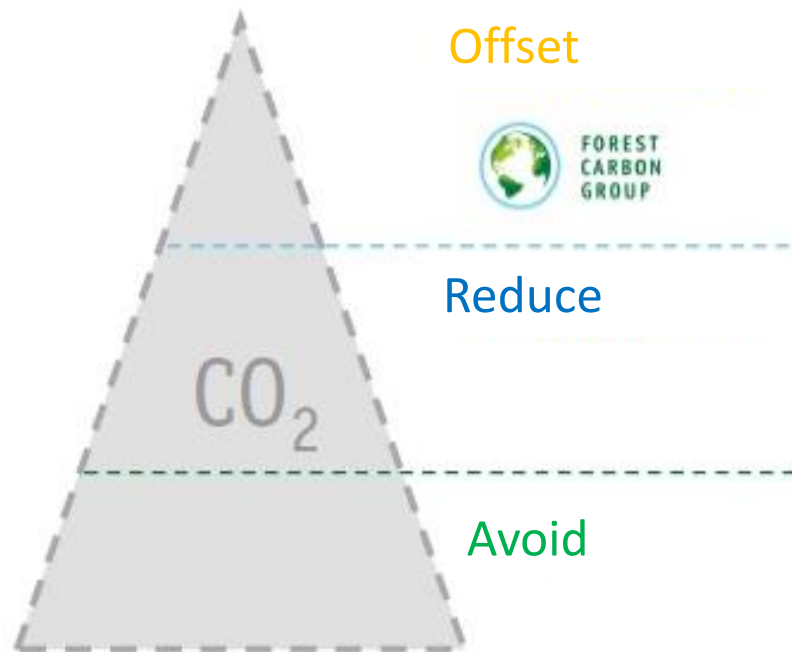 Offset
FOREST
CARBON
GROUP
Reduce
CO₂
Avoid